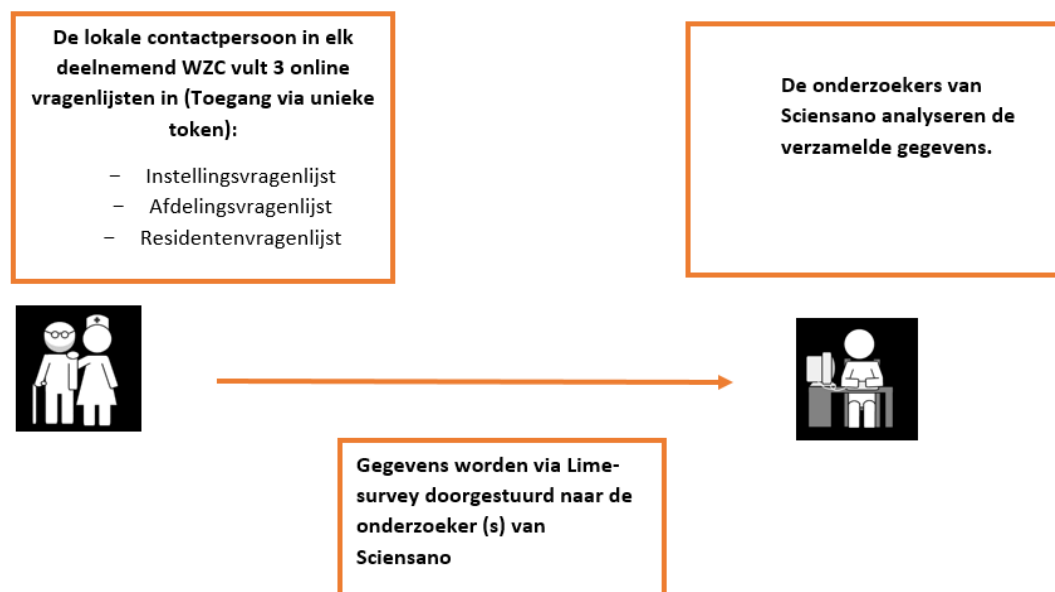 De lokale contactpersoon in elk
deelnemend WZC vult 3 online
vragenlijsten in (Toegang via unieke
token):
– Instellingsvragenlijst
– Afdelingsvragenlijst
– Residentenvragenlijst
De onderzoekers van
Sciensano analyseren de
verzamelde gegevens.
Gegevens worden via Lime-
survey doorgestuurd naar de
onderzoeker (s) van
Sciensano